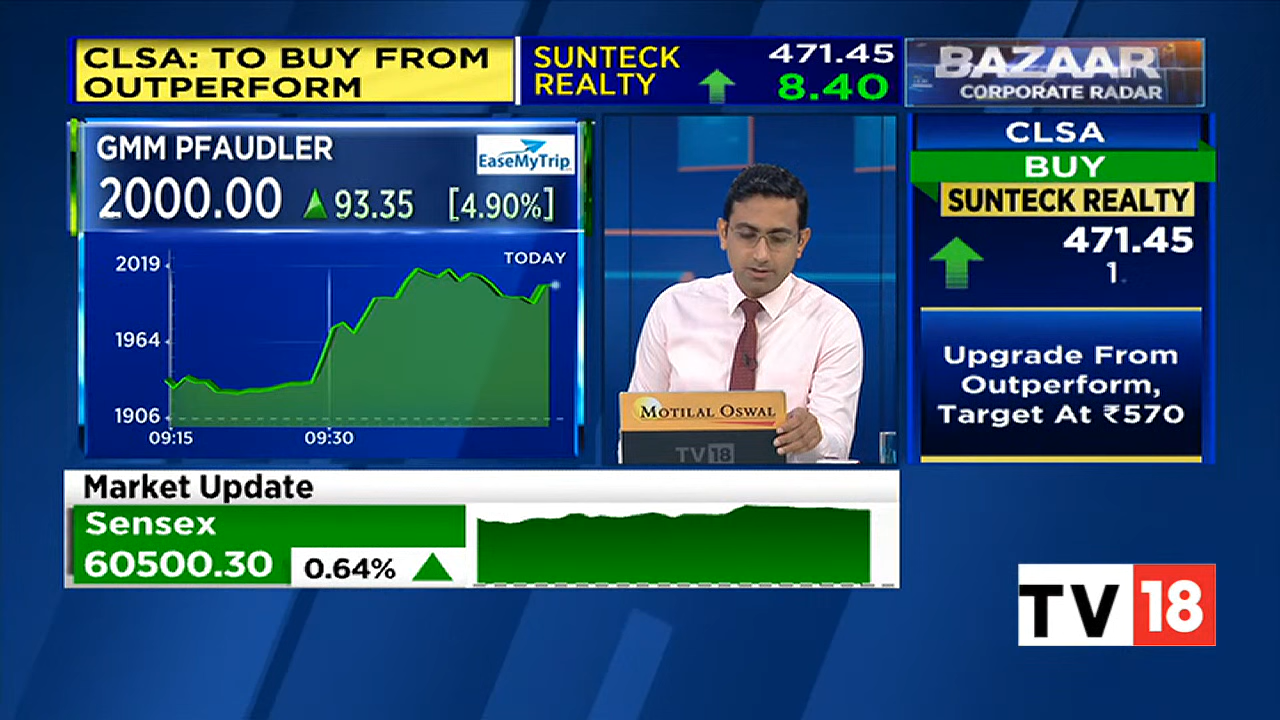 CLSA: TO BUY FROM
OUTPERFORM
SUNTECK
REALTY
471.45
8.40
BAZAAR
CORPORATE RADAR
GMM PFAUDLER
2000.00
93.35
[4.90%]
EaseMyTrip
TODAY
2019
1964
1906
09:15
09:30
MOTILAL OSWAL
TV18
CLSA
BUY
SUNTECK REALTY
471.45
1.
Upgrade From
Outperform,
Target At ₹570
Market Update
Sensex
60500.30
0.64%
TV18